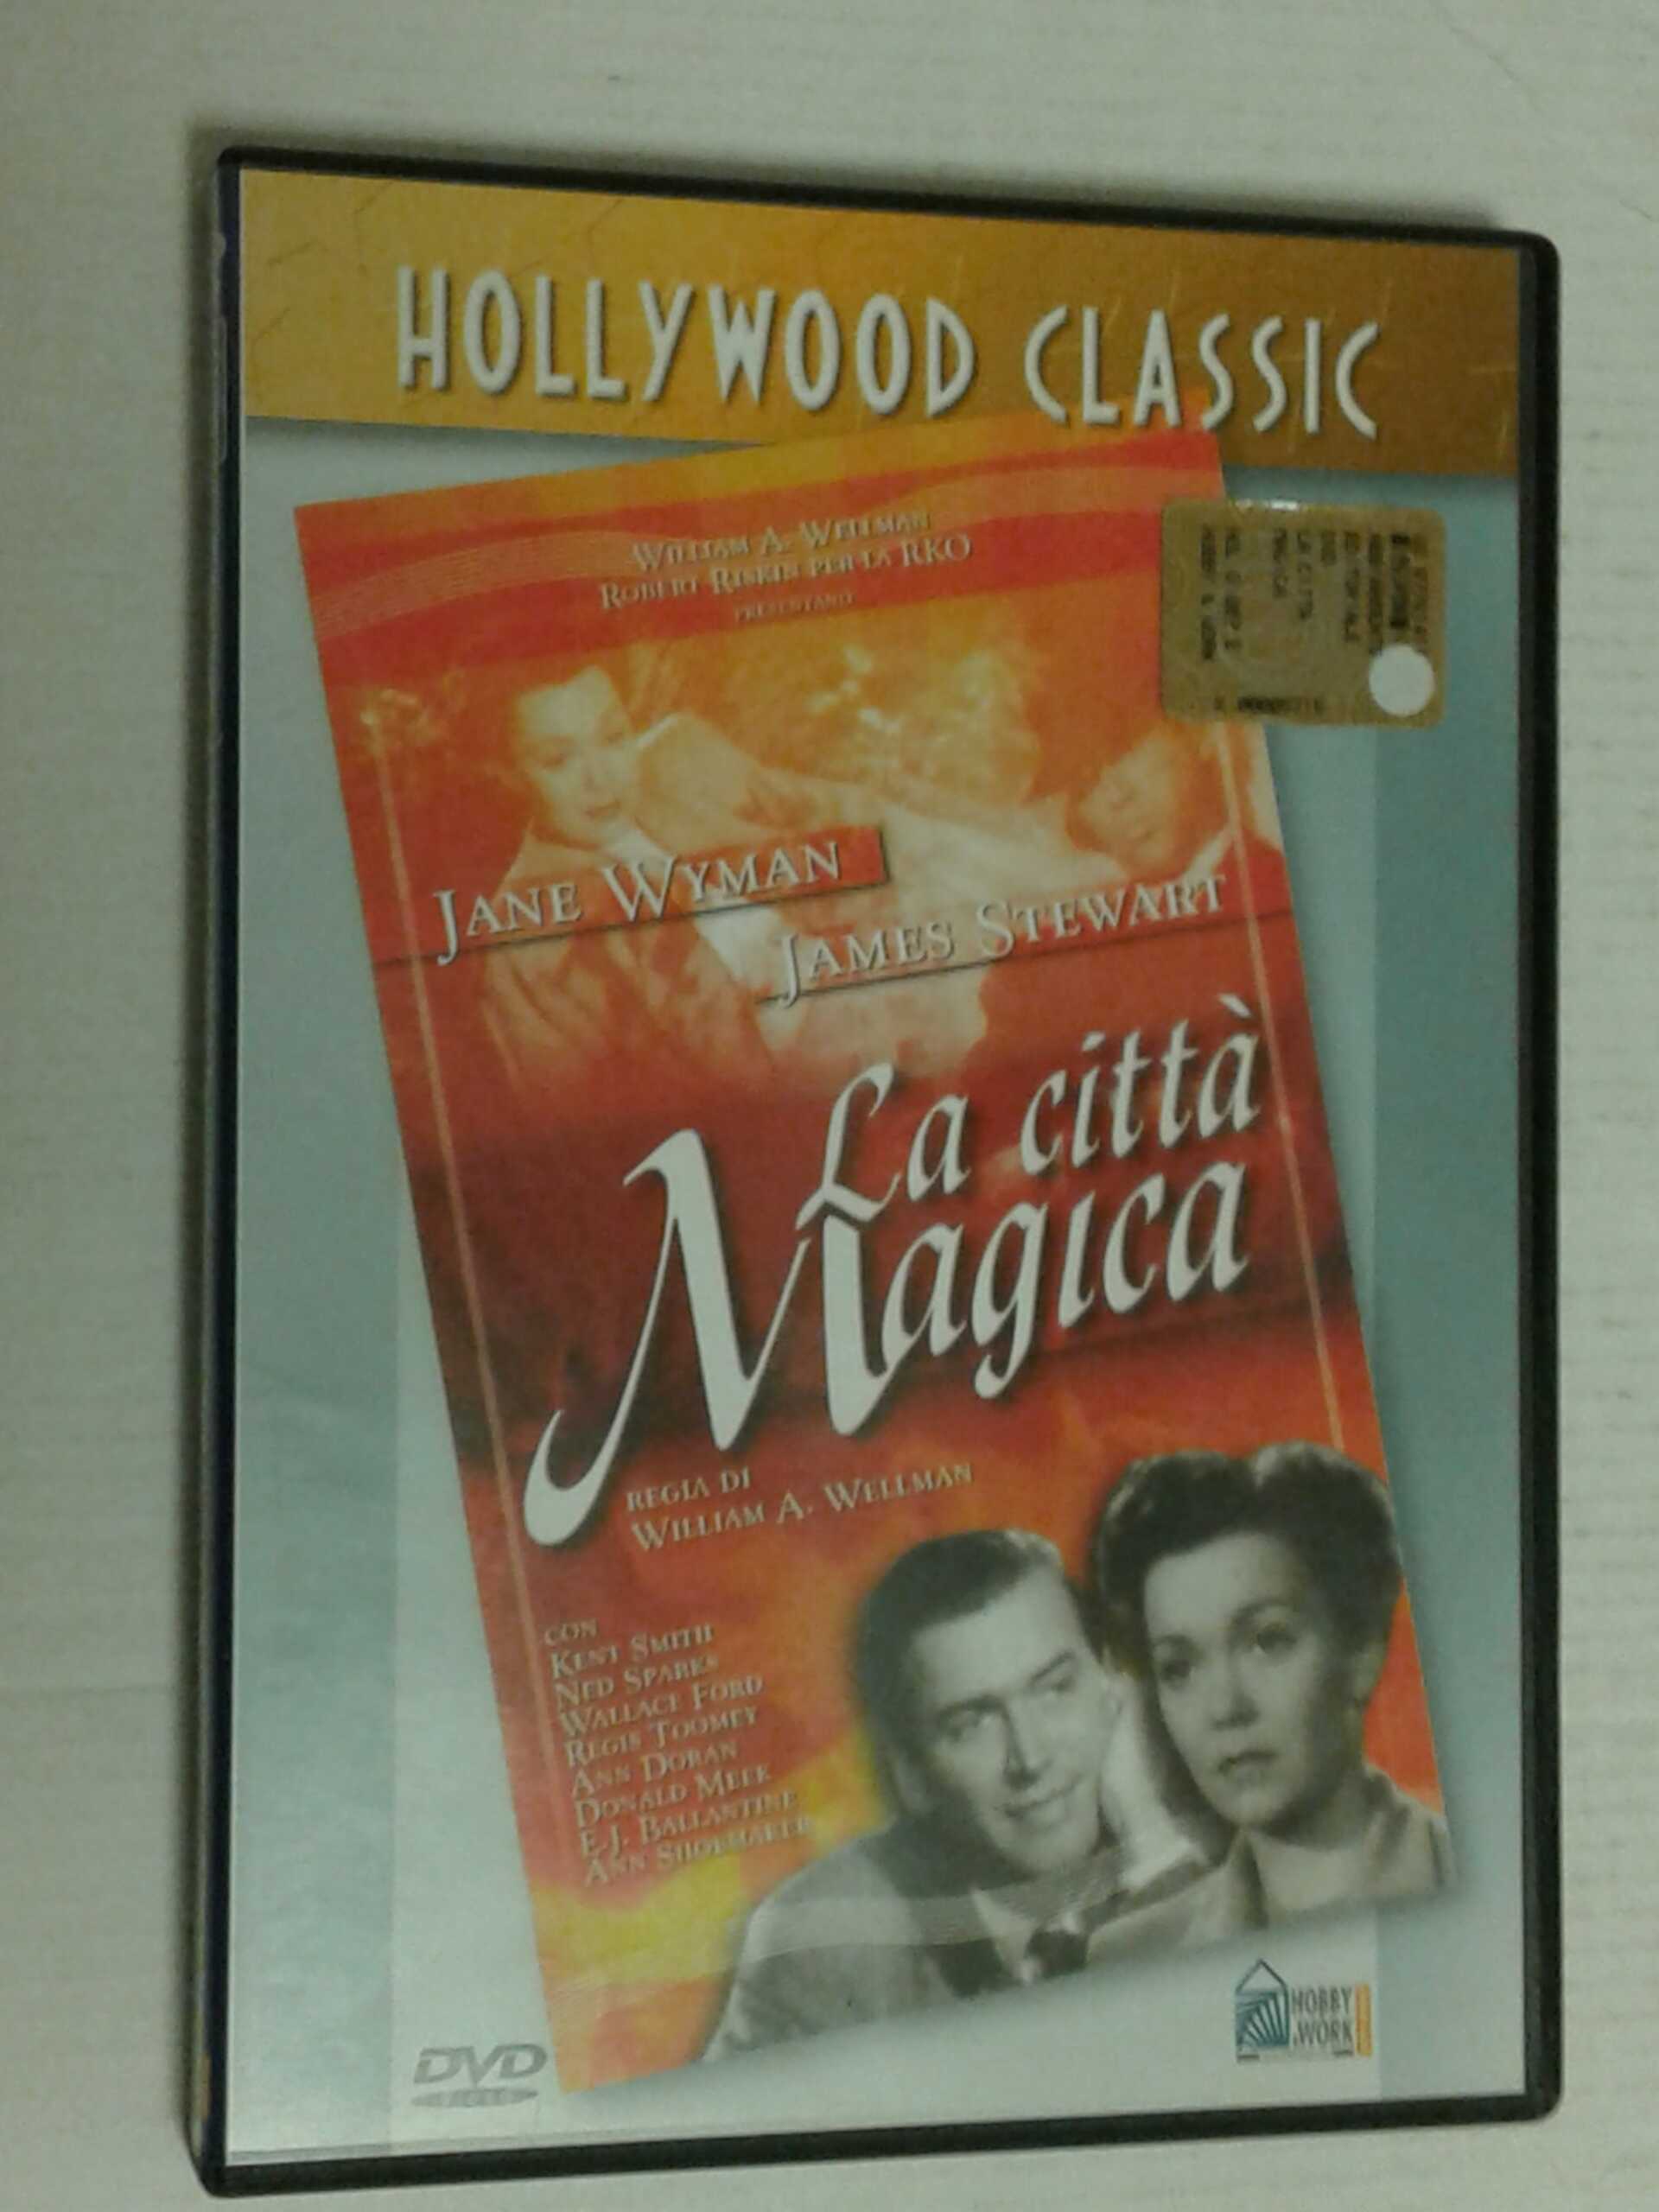 HOLLYWOOD CLASSIC
WILLIAM A. WELLMAN
ROBERT RISKIN PER LA RKO
PRESENTANO
JANE WYMAN
JAMES STEWART
La città
Magica
REGIA DI
WILLIAM A. WELLMAN
CON
KENT SMITH
NED SPARKS
WALLACE FORD
REGIS TOOMEY
ANN DORAN
DONALD MEEK
E.J. BALLANTINE
ANN SHOEMAKER
DVD
HOBBY
& WORK